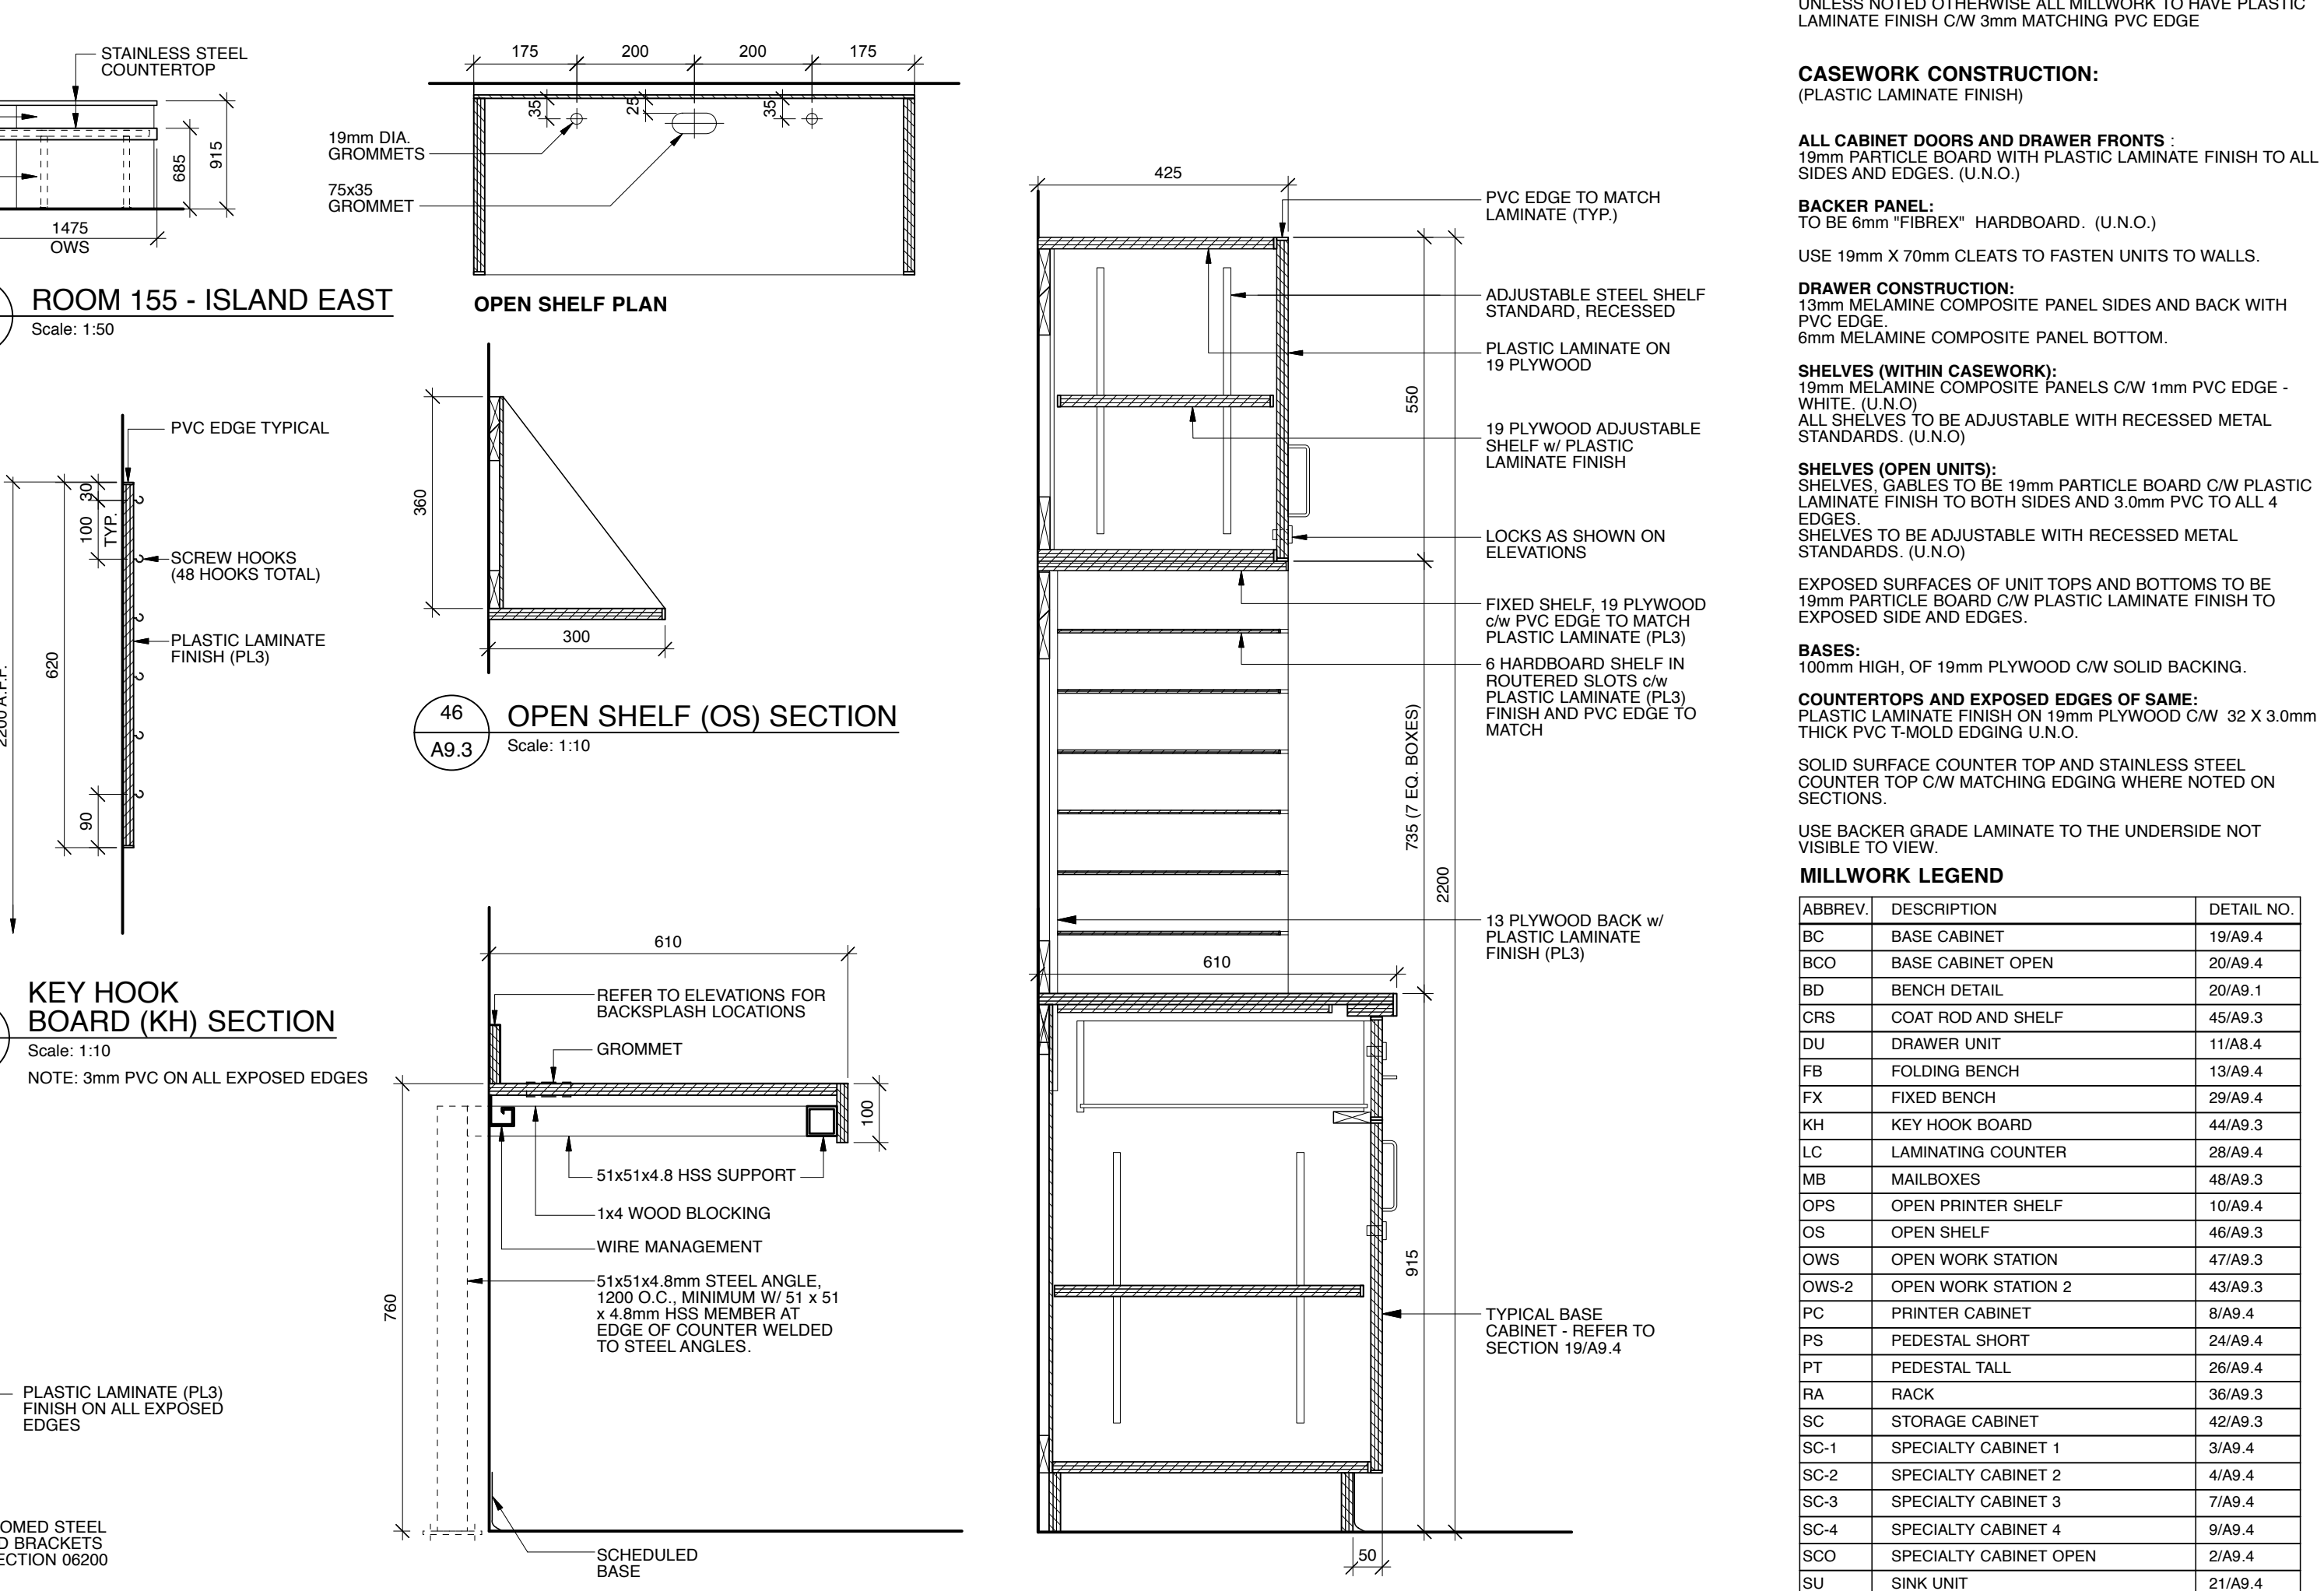 STAINLESS STEEL
COUNTERTOP
685
915
1475
OWS
ROOM 155 - ISLAND EAST
Scale: 1:50
175
200
200
175
35
25
35
19mm DIA.
GROMMETS
75x35
GROMMET
OPEN SHELF PLAN
PVC EDGE TYPICAL
30
100
TYP.
SCREW HOOKS
(48 HOOKS TOTAL)
PLASTIC LAMINATE
FINISH (PL3)
620
2200 A.F.F.
90
KEY HOOK
BOARD (KH) SECTION
Scale: 1:10
NOTE: 3mm PVC ON ALL EXPOSED EDGES
360
300
46
A9.3
OPEN SHELF (OS) SECTION
Scale: 1:10
610
REFER TO ELEVATIONS FOR
BACKSPLASH LOCATIONS
GROMMET
100
51x51x4.8 HSS SUPPORT
1x4 WOOD BLOCKING
WIRE MANAGEMENT
51x51x4.8mm STEEL ANGLE,
1200 O.C., MINIMUM W/ 51 x 51
x 4.8mm HSS MEMBER AT
EDGE OF COUNTER WELDED
TO STEEL ANGLES.
760
SCHEDULED
BASE
PLASTIC LAMINATE (PL3)
FINISH ON ALL EXPOSED
EDGES
OMED STEEL
D BRACKETS
ECTION 06200
425
PVC EDGE TO MATCH
LAMINATE (TYP.)
ADJUSTABLE STEEL SHELF
STANDARD, RECESSED
PLASTIC LAMINATE ON
19 PLYWOOD
550
19 PLYWOOD ADJUSTABLE
SHELF w/ PLASTIC
LAMINATE FINISH
LOCKS AS SHOWN ON
ELEVATIONS
FIXED SHELF, 19 PLYWOOD
c/w PVC EDGE TO MATCH
PLASTIC LAMINATE (PL3)
6 HARDBOARD SHELF IN
ROUTERED SLOTS c/w
PLASTIC LAMINATE (PL3)
FINISH AND PVC EDGE TO
MATCH
735 (7 EQ. BOXES)
2200
13 PLYWOOD BACK w/
PLASTIC LAMINATE
FINISH (PL3)
610
915
TYPICAL BASE
CABINET - REFER TO
SECTION 19/A9.4
50
UNLESS NOTED OTHERWISE ALL MILLWORK TO HAVE PLASTIC
LAMINATE FINISH C/W 3mm MATCHING PVC EDGE
CASEWORK CONSTRUCTION:
(PLASTIC LAMINATE FINISH)
ALL CABINET DOORS AND DRAWER FRONTS :
19mm PARTICLE BOARD WITH PLASTIC LAMINATE FINISH TO ALL
SIDES AND EDGES. (U.N.O.)
BACKER PANEL:
TO BE 6mm "FIBREX" HARDBOARD. (U.N.O.)
USE 19mm X 70mm CLEATS TO FASTEN UNITS TO WALLS.
DRAWER CONSTRUCTION:
13mm MELAMINE COMPOSITE PANEL SIDES AND BACK WITH
PVC EDGE.
6mm MELAMINE COMPOSITE PANEL BOTTOM.
SHELVES (WITHIN CASEWORK):
19mm MELAMINE COMPOSITE PANELS C/W 1mm PVC EDGE -
WHITE. (U.N.O)
ALL SHELVES TO BE ADJUSTABLE WITH RECESSED METAL
STANDARDS. (U.N.O)
SHELVES (OPEN UNITS):
SHELVES, GABLES TO BE 19mm PARTICLE BOARD C/W PLASTIC
LAMINATE FINISH TO BOTH SIDES AND 3.0mm PVC TO ALL 4
EDGES.
SHELVES TO BE ADJUSTABLE WITH RECESSED METAL
STANDARDS. (U.N.O)
EXPOSED SURFACES OF UNIT TOPS AND BOTTOMS TO BE
19mm PARTICLE BOARD C/W PLASTIC LAMINATE FINISH TO
EXPOSED SIDE AND EDGES.
BASES:
100mm HIGH, OF 19mm PLYWOOD C/W SOLID BACKING.
COUNTERTOPS AND EXPOSED EDGES OF SAME:
PLASTIC LAMINATE FINISH ON 19mm PLYWOOD C/W 32 X 3.0mm
THICK PVC T-MOLD EDGING U.N.O.
SOLID SURFACE COUNTER TOP AND STAINLESS STEEL
COUNTER TOP C/W MATCHING EDGING WHERE NOTED ON
SECTIONS.
USE BACKER GRADE LAMINATE TO THE UNDERSIDE NOT
VISIBLE TO VIEW.
MILLWORK LEGEND
ABBREV. DESCRIPTION DETAIL NO.
BC BASE CABINET 19/A9.4
BCO BASE CABINET OPEN 20/A9.4
BD BENCH DETAIL 20/A9.1
CRS COAT ROD AND SHELF 45/A9.3
DU DRAWER UNIT 11/A8.4
FB FOLDING BENCH 13/A9.4
FX FIXED BENCH 29/A9.4
KH KEY HOOK BOARD 44/A9.3
LC LAMINATING COUNTER 28/A9.4
MB MAILBOXES 48/A9.3
OPS OPEN PRINTER SHELF 10/A9.4
OS OPEN SHELF 46/A9.3
OWS OPEN WORK STATION 47/A9.3
OWS-2 OPEN WORK STATION 2 43/A9.3
PC PRINTER CABINET 8/A9.4
PS PEDESTAL SHORT 24/A9.4
PT PEDESTAL TALL 26/A9.4
RA RACK 36/A9.3
SC STORAGE CABINET 42/A9.3
SC-1 SPECIALTY CABINET 1 3/A9.4
SC-2 SPECIALTY CABINET 2 4/A9.4
SC-3 SPECIALTY CABINET 3 7/A9.4
SC-4 SPECIALTY CABINET 4 9/A9.4
SCO SPECIALTY CABINET OPEN 2/A9.4
SU SINK UNIT 21/A9.4